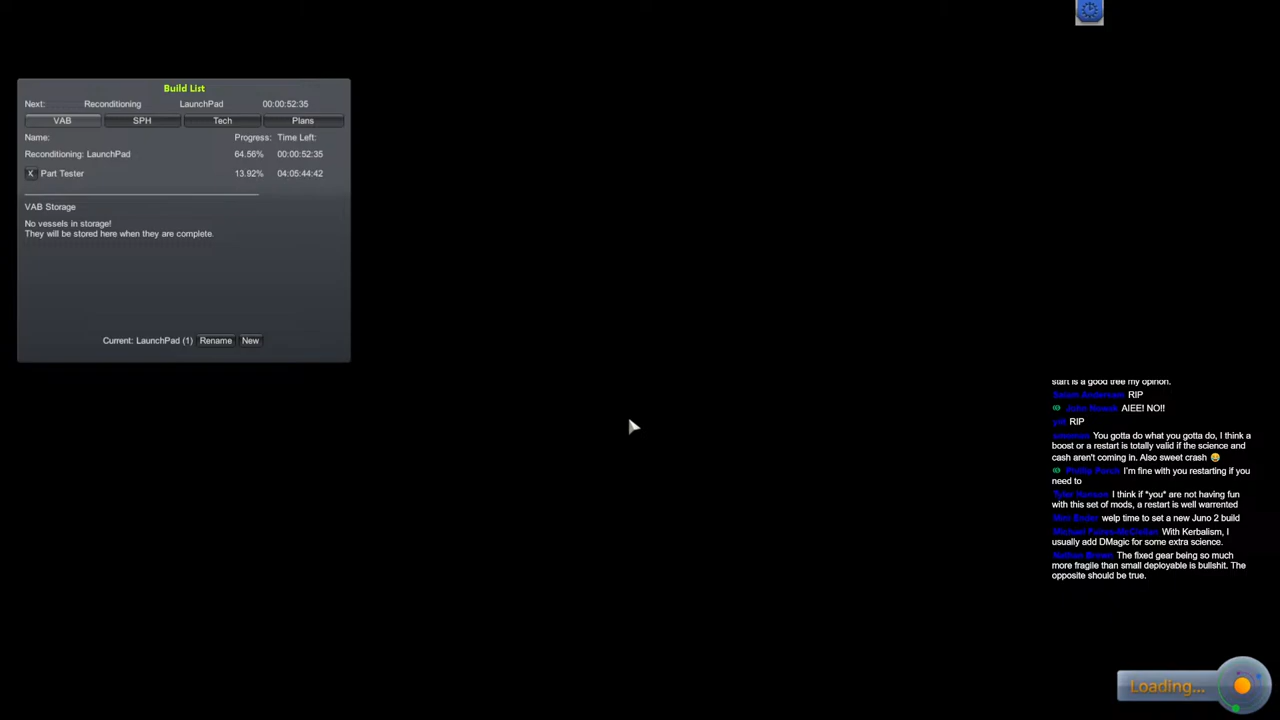 Build List
Next: Reconditioning LaunchPad 00:00:52:35
VAB SPH Tech Plans
Name: Progress: Time Left:
Reconditioning: LaunchPad 64.56% 00:00:52:35
X Part Tester 13.92% 04:05:44:42
VAB Storage
No vessels in storage!
They will be stored here when they are complete.
Current: LaunchPad (1) Rename New
start is a good tree my opinon.
RIP
AIEE! NO!!
RIP
You gotta do what you gotta do, I think a
boost or a restart is totally valid if the science and
cash aren't coming in. Also sweet crash 😅
I'm fine with you restarting if you
need to
I think if *you* are not having fun
with this set of mods, a restart is well warrented
welp time to set a new Juno 2 build
With Kerbalism, I
usually add DMagic for some extra science.
The fixed gear being so much
more fragile than small deployable is bullshit. The
opposite should be true.
Loading...